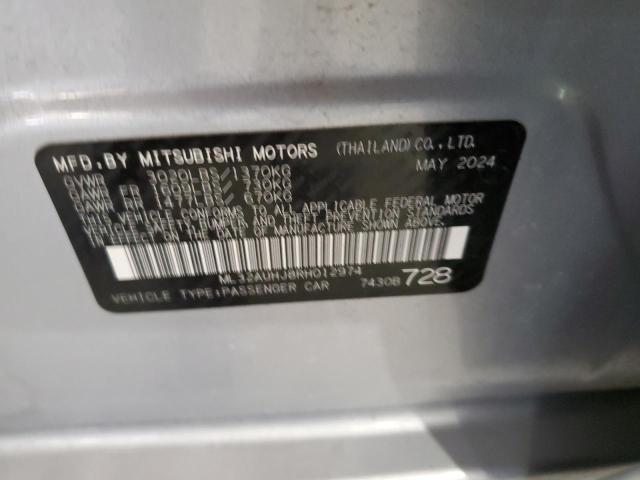 MFD. BY MITSUBISHI MOTORS (THAILAND) CO., LTD.
MAY 2024
GVWR 3020LBS/1370KG
GAWR FR 1609LBS/ 730KG
GAWR RR 1477LBS/ 670KG
THIS VEHICLE CONFORMS TO ALL APPLICABLE FEDERAL MOTOR
VEHICLE SAFETY, BUMPER, AND THEFT PREVENTION STANDARDS
IN EFFECT ON THE DATE OF MANUFACTURE SHOWN ABOVE.
ML32AUHJ8RH012974 7430B 728
VEHICLE TYPE:PASSENGER CAR